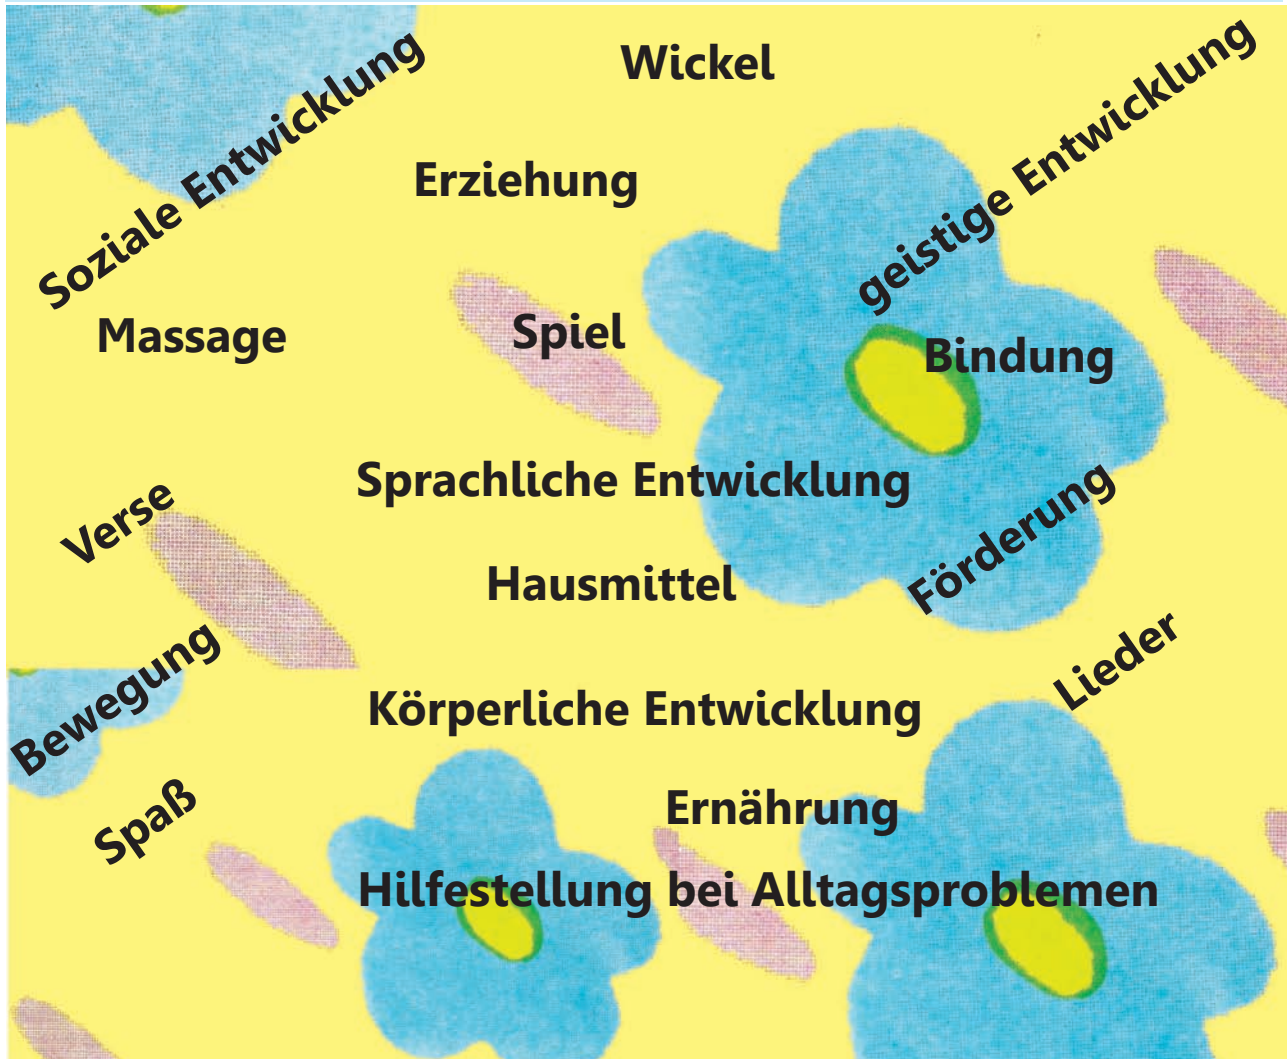 Wickel
Soziale Entwicklung
geistige Entwicklung
Erziehung
Massage
Spiel
Bindung
Sprachliche Entwicklung
Verse
Förderung
Hausmittel
Lieder
Bewegung
Körperliche Entwicklung
Spaß
Ernährung
Hilfestellung bei Alltagsproblemen